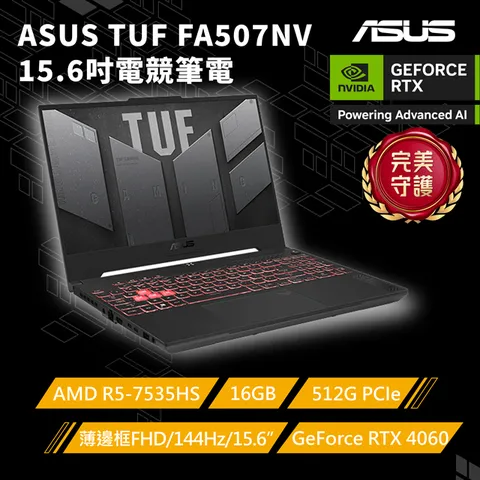 ASUS TUF FA507NV
15.6吋電競筆電
ASUS
NVIDIA
GEFORCE
RTX
Powering Advanced AI
完美
守護
TUF
ASUS
AMD R5-7535HS
16GB
512G PCIe
薄邊框FHD/144Hz/15.6”
GeForce RTX 4060